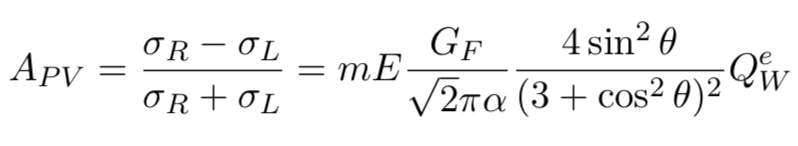 A_{PV} = \frac{\sigma_R - \sigma_L}{\sigma_R + \sigma_L} = mE \frac{G_F}{\sqrt{2}\pi\alpha} \frac{4\sin^2\theta}{(3+\cos^2\theta)^2} Q_W^e